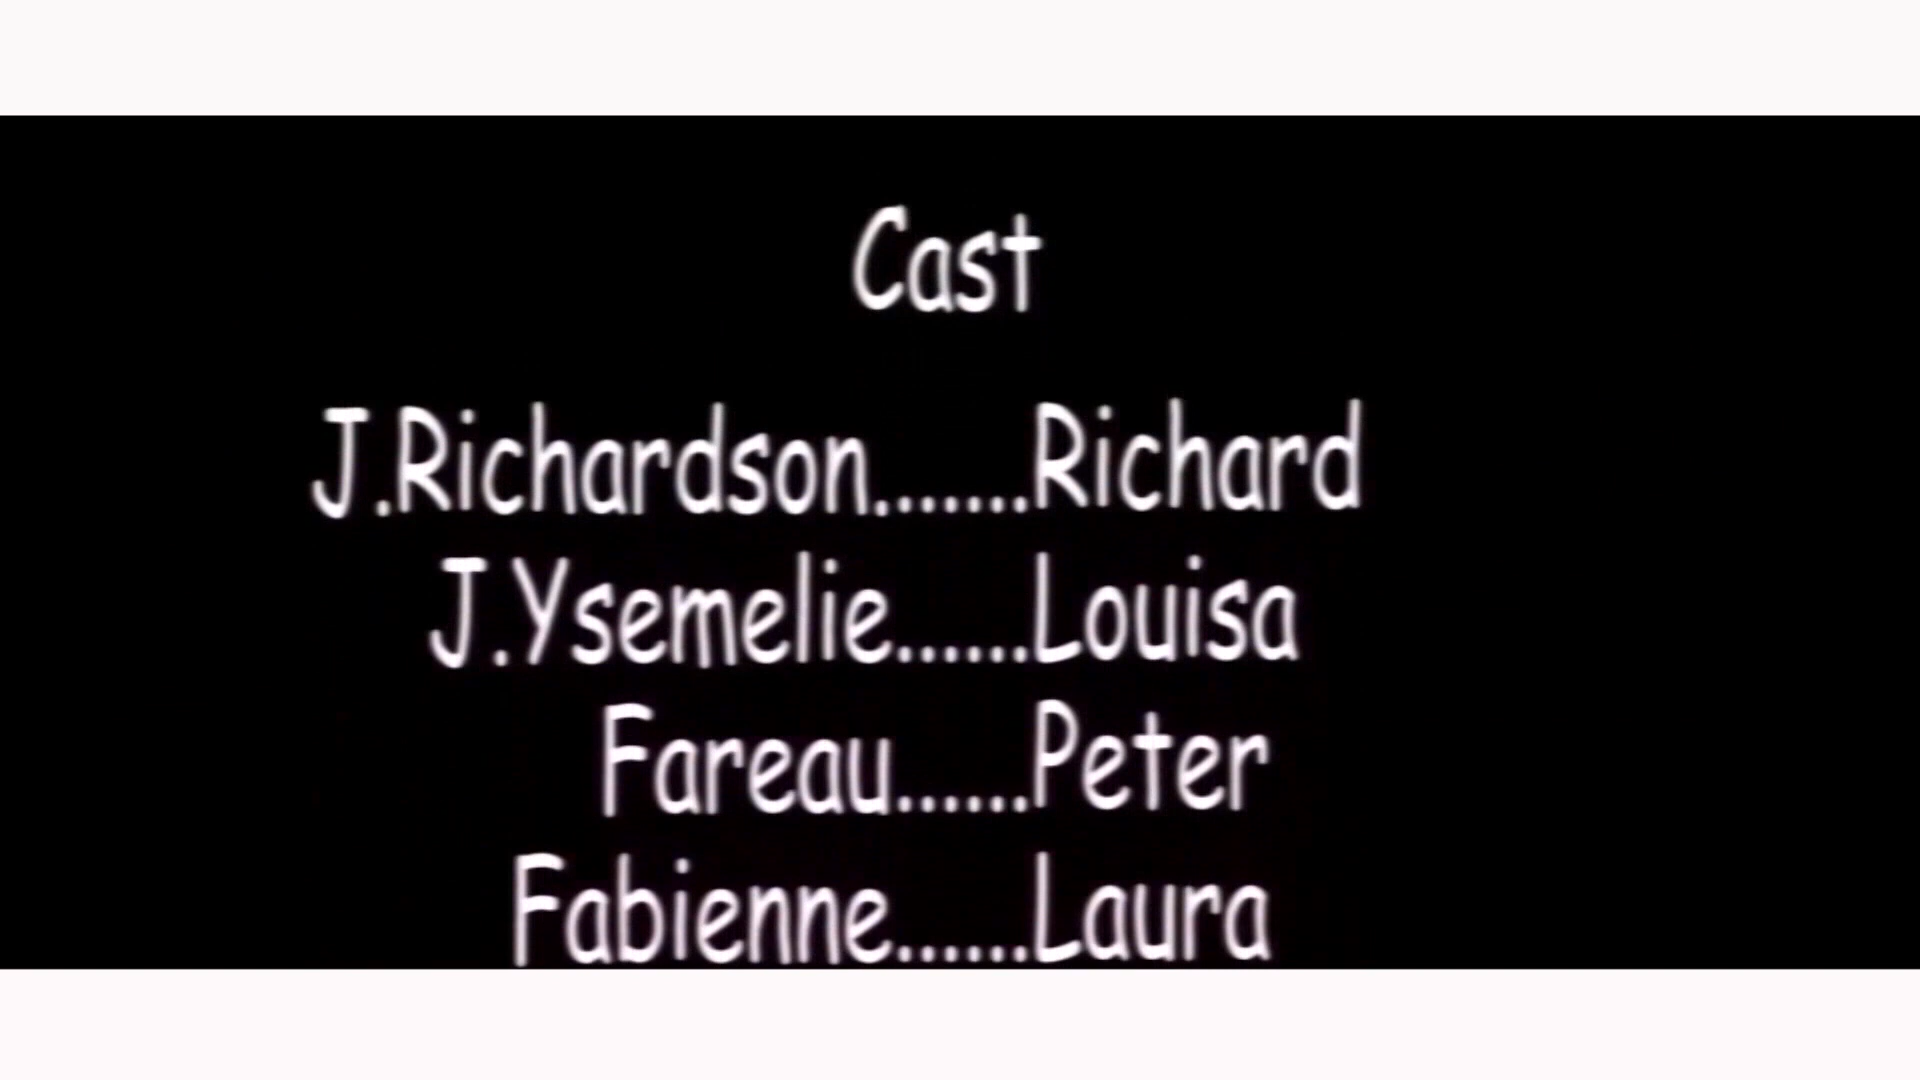 Cast
J.Richardson.......Richard
J.Ysemelie......Louisa
Fareau......Peter
Fabienne......Laura